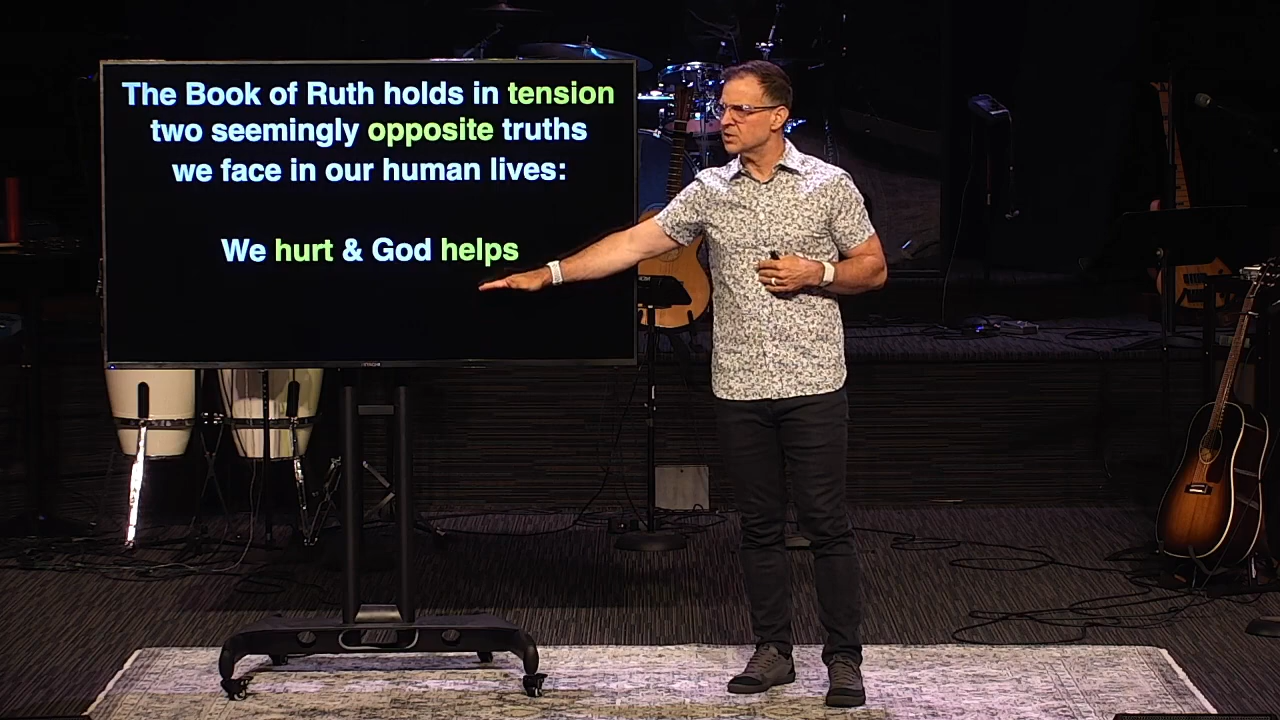 The Book of Ruth holds in tension
two seemingly opposite truths
we face in our human lives:
We hurt & God helps
HITACHI